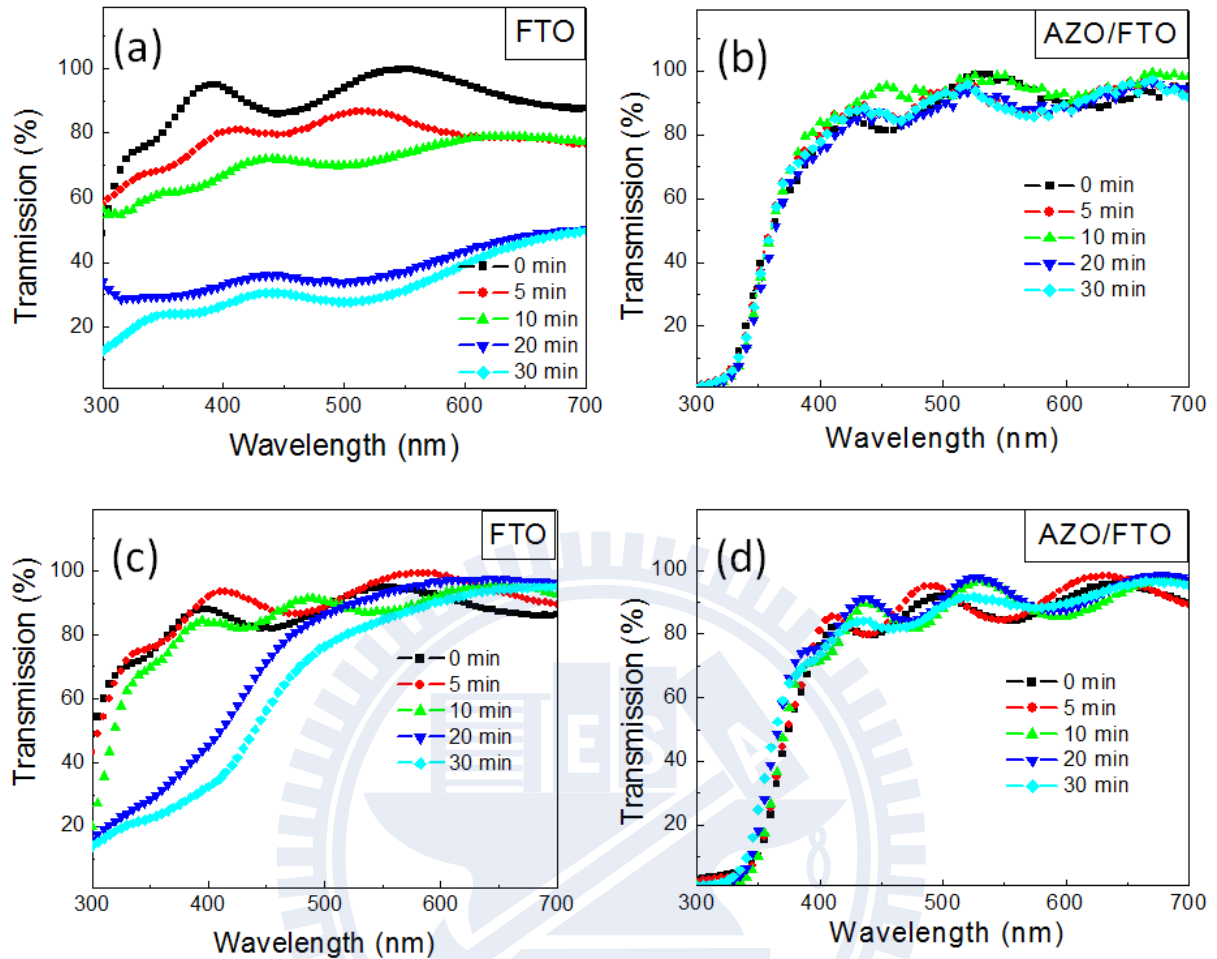 (a)
FTO
Tranmission (%)
100
80
60
40
20
0 min
5 min
10 min
20 min
30 min
300
400
500
600
700
Wavelength (nm)
(b)
AZO/FTO
Transmission (%)
100
80
60
40
20
0 min
5 min
10 min
20 min
30 min
300
400
500
600
700
Wavelength (nm)
(c)
FTO
Transmission (%)
100
80
60
40
20
0 min
5 min
10 min
20 min
30 min
300
400
500
600
700
Wavelength (nm)
(d)
AZO/FTO
Transmission (%)
100
80
60
40
20
0 min
5 min
10 min
20 min
30 min
300
400
500
600
700
Wavelength (nm)